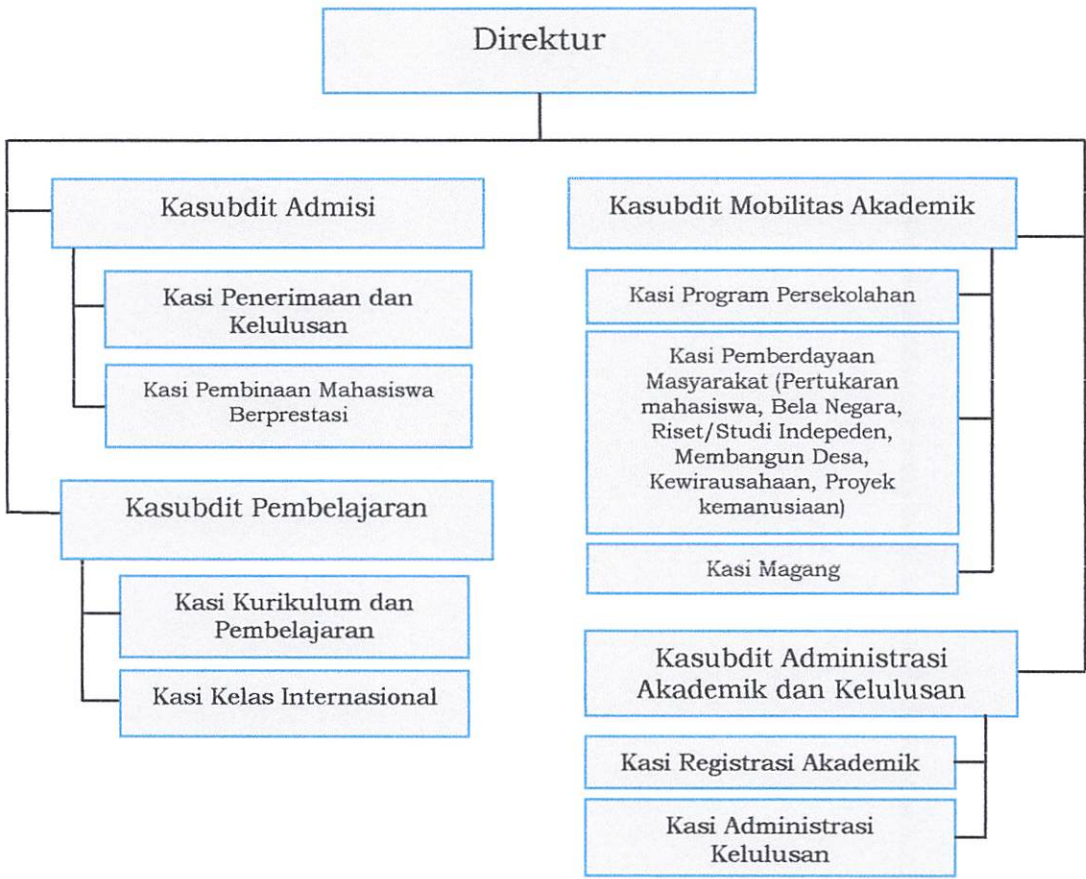 Direktur
Kasubdit Admisi
Kasi Penerimaan dan
Kelulusan
Kasi Pembinaan Mahasiswa
Berprestasi
Kasubdit Pembelajaran
Kasi Kurikulum dan
Pembelajaran
Kasi Kelas Internasional
Kasubdit Mobilitas Akademik
Kasi Program Persekolahan
Kasi Pemberdayaan
Masyarakat (Pertukaran
mahasiswa, Bela Negara,
Riset/Studi Indepeden,
Membangun Desa,
Kewirausahaan, Proyek
kemanusiaan)
Kasi Magang
Kasubdit Administrasi
Akademik dan Kelulusan
Kasi Registrasi Akademik
Kasi Administrasi
Kelulusan